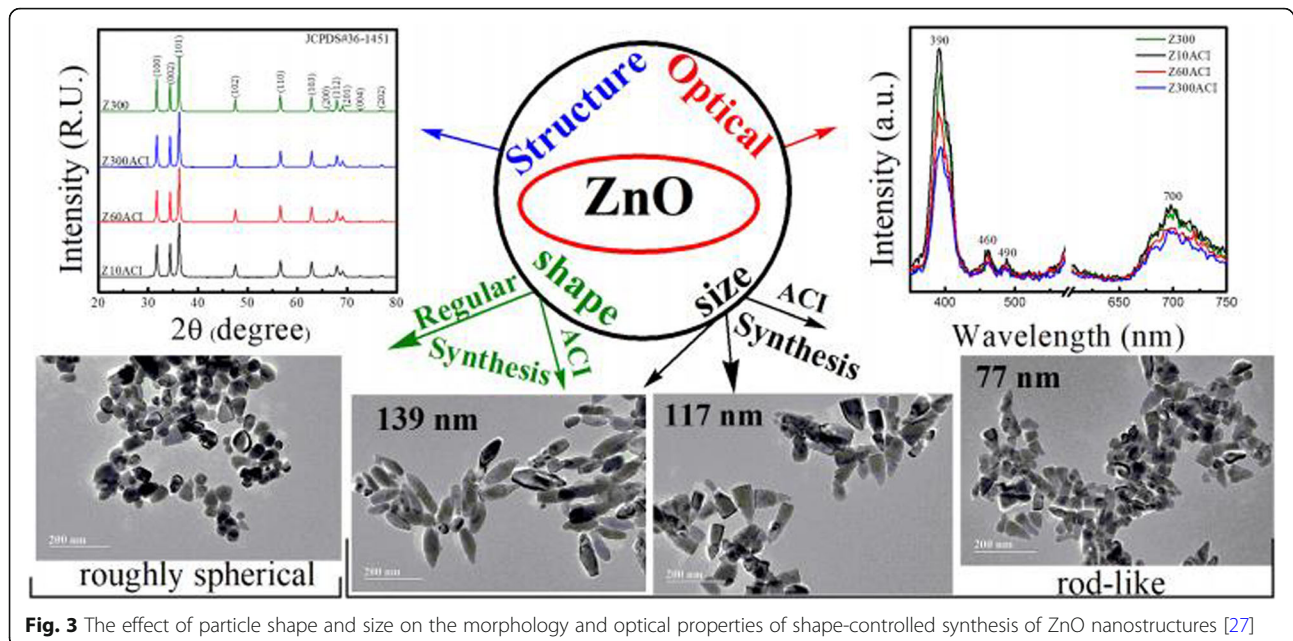 JCPDS#36-1451
Intensity (R.U.)
(100)
(002)
(101)
(102)
(110)
(103)
(200)
(112)
(201)
(004)
(202)
Z300
Z300ACI
Z60ACI
Z10ACI
20 30 40 50 60 70 80
2θ (degree)
Structure
Optical
ZnO
shape
size
Regular
Synthesis
ACI
ACI
Synthesis
Intensity (a.u.)
390
460
490
700
Z300
Z10ACI
Z60ACI
Z300ACI
400 500 650 700 750
Wavelength (nm)
200 nm
roughly spherical
139 nm
200 nm
117 nm
200 nm
77 nm
200 nm
rod-like
Fig. 3 The effect of particle shape and size on the morphology and optical properties of shape-controlled synthesis of ZnO nanostructures [27]